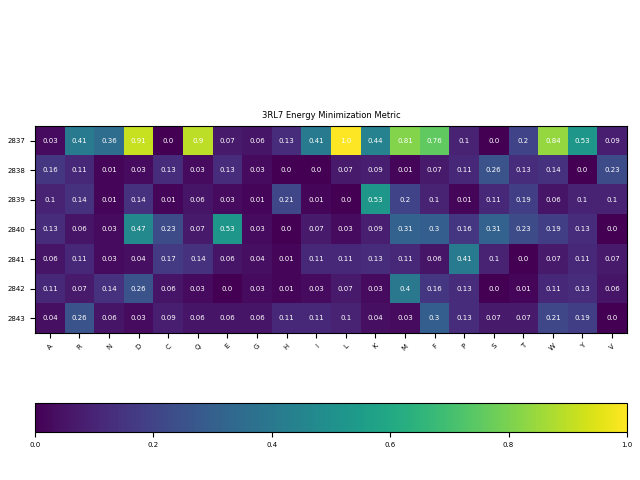 3RL7 Energy Minimization Metric
2837 0.03 0.41 0.36 0.91 0.0 0.9 0.07 0.06 0.13 0.41 1.0 0.44 0.81 0.76 0.1 0.0 0.2 0.84 0.53 0.09
2838 0.16 0.11 0.01 0.03 0.13 0.03 0.13 0.03 0.0 0.0 0.07 0.09 0.01 0.07 0.11 0.26 0.13 0.14 0.0 0.23
2839 0.1 0.14 0.01 0.14 0.01 0.06 0.03 0.01 0.21 0.01 0.0 0.53 0.2 0.1 0.01 0.11 0.19 0.06 0.1 0.1
2840 0.13 0.06 0.03 0.47 0.23 0.07 0.53 0.03 0.0 0.07 0.03 0.09 0.31 0.3 0.16 0.31 0.23 0.19 0.13 0.0
2841 0.06 0.11 0.03 0.04 0.17 0.14 0.06 0.04 0.01 0.11 0.11 0.13 0.11 0.06 0.41 0.1 0.0 0.07 0.11 0.07
2842 0.11 0.07 0.14 0.26 0.06 0.03 0.0 0.03 0.01 0.03 0.07 0.03 0.4 0.16 0.13 0.0 0.01 0.11 0.13 0.06
2843 0.04 0.26 0.06 0.03 0.09 0.06 0.06 0.06 0.11 0.11 0.1 0.04 0.03 0.3 0.13 0.07 0.07 0.21 0.19 0.0
A R N D C Q E G H I L K M F P S T W Y V
0.0 0.2 0.4 0.6 0.8 1.0